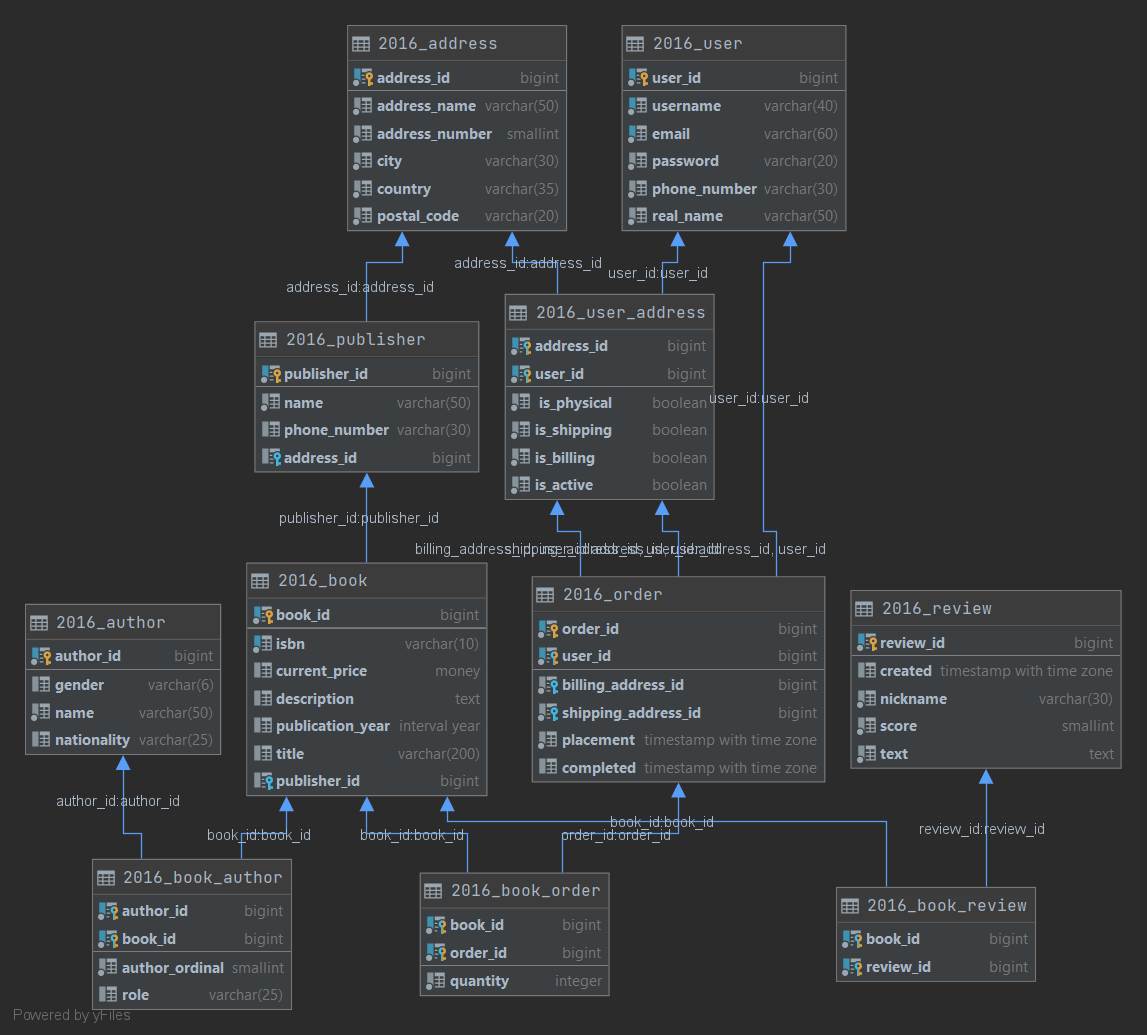 2016_address
address_id bigint
address_name varchar(50)
address_number smallint
city varchar(30)
country varchar(35)
postal_code varchar(20)
2016_user
user_id bigint
username varchar(40)
email varchar(60)
password varchar(20)
phone_number varchar(30)
real_name varchar(50)
address_id:address_id
address_id:address_id
user_id:user_id
2016_publisher
publisher_id bigint
name varchar(50)
phone_number varchar(30)
address_id bigint
2016_user_address
address_id bigint
user_id bigint
is_physical boolean
is_shipping boolean
is_billing boolean
is_active boolean
user_id:user_id
publisher_id:publisher_id
2016_author
author_id bigint
gender varchar(6)
name varchar(50)
nationality varchar(25)
2016_book
book_id bigint
isbn varchar(10)
current_price money
description text
publication_year interval year
title varchar(200)
publisher_id bigint
2016_order
order_id bigint
user_id bigint
billing_address_id bigint
shipping_address_id bigint
placement timestamp with time zone
completed timestamp with time zone
2016_review
review_id bigint
created timestamp with time zone
nickname varchar(30)
score smallint
text text
author_id:author_id
book_id:book_id
book_id:book_id
order_id:order_id
book_id:book_id
review_id:review_id
2016_book_author
author_id bigint
book_id bigint
author_ordinal smallint
role varchar(25)
2016_book_order
book_id bigint
order_id bigint
quantity integer
2016_book_review
book_id bigint
review_id bigint
Powered by yFiles